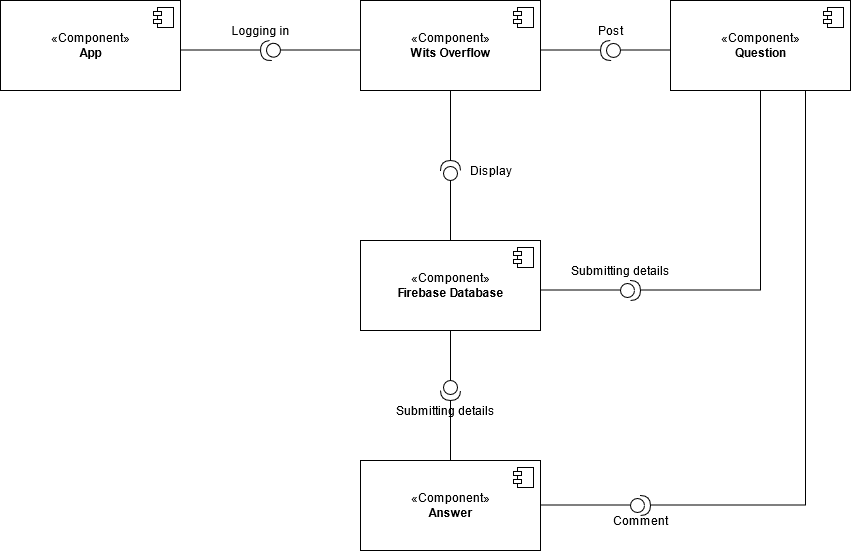 Logging in
Post
«Component»
App
«Component»
Wits Overflow
«Component»
Question
Display
«Component»
Firebase Database
Submitting details
Submitting details
«Component»
Answer
Comment